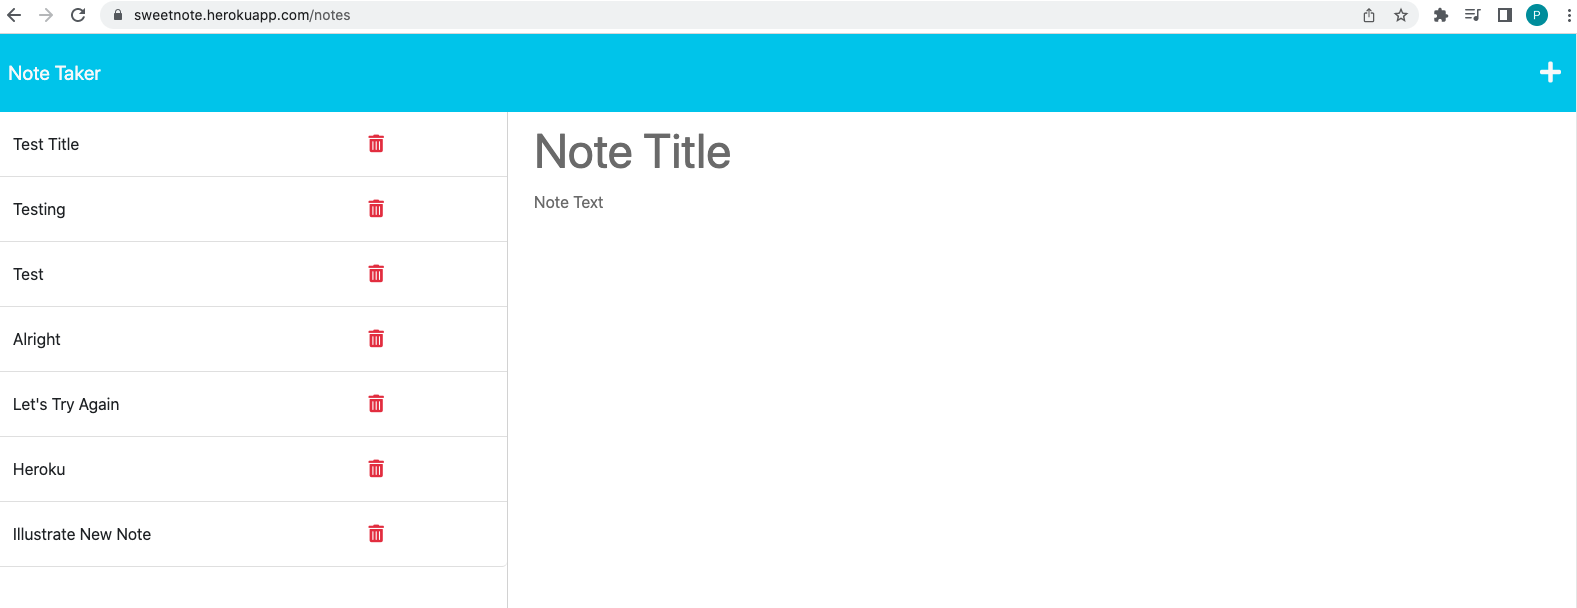 sweetnote.herokuapp.com/notes
P
Note Taker
Test Title
Testing
Test
Alright
Let's Try Again
Heroku
Illustrate New Note
Note Title
Note Text